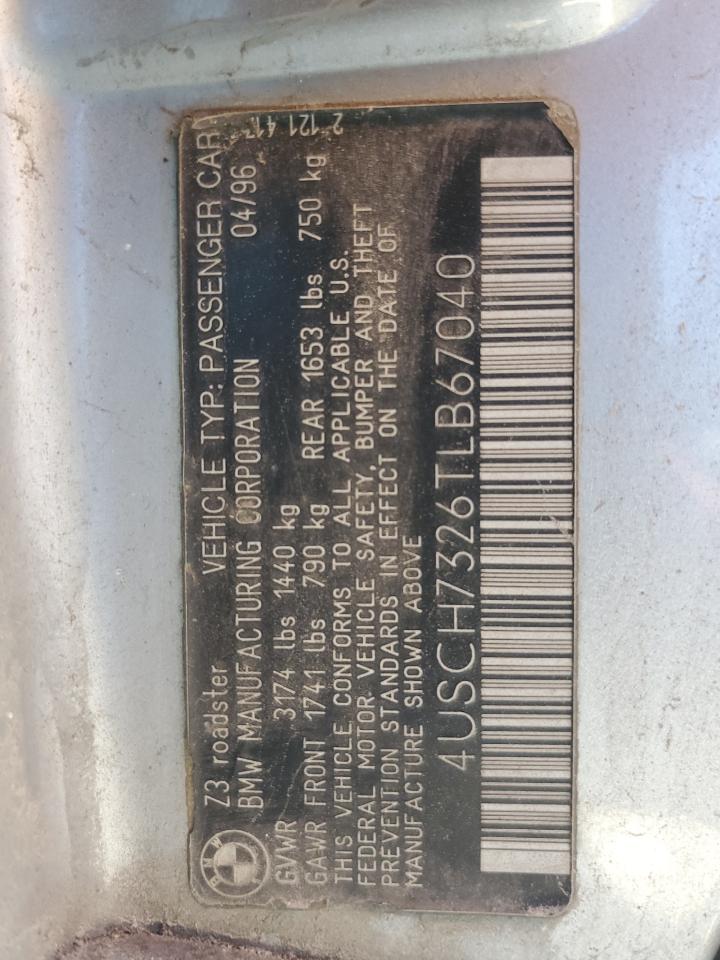 BMW
Z3 roadster VEHICLE TYP: PASSENGER CAR
BMW MANUFACTURING CORPORATION 04/96
GVWR 3174 lbs 1440 kg
GAWR FRONT 1741 lbs 790 kg REAR 1653 lbs 750 kg
THIS VEHICLE CONFORMS TO ALL APPLICABLE U.S.
FEDERAL MOTOR VEHICLE SAFETY, BUMPER AND THEFT
PREVENTION STANDARDS IN EFFECT ON THE DATE OF
MANUFACTURE SHOWN ABOVE
4USCH7326TLB67040
2 121 41